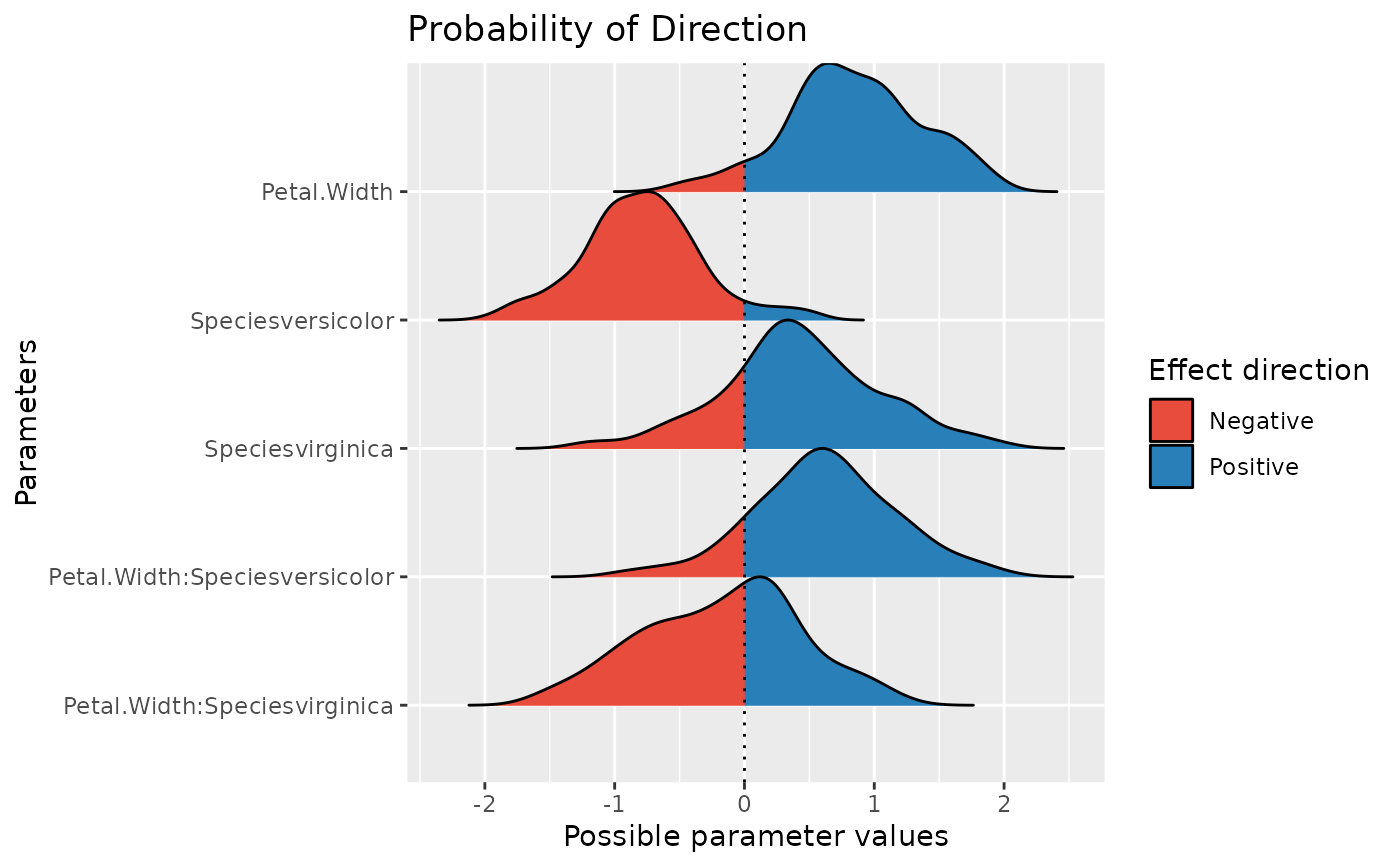 Probability of Direction
Parameters
Petal.Width
Speciesversicolor
Speciesvirginica
Petal.Width:Speciesversicolor
Petal.Width:Speciesvirginica
-2 -1 0 1 2
Possible parameter values
Effect direction
Negative
Positive